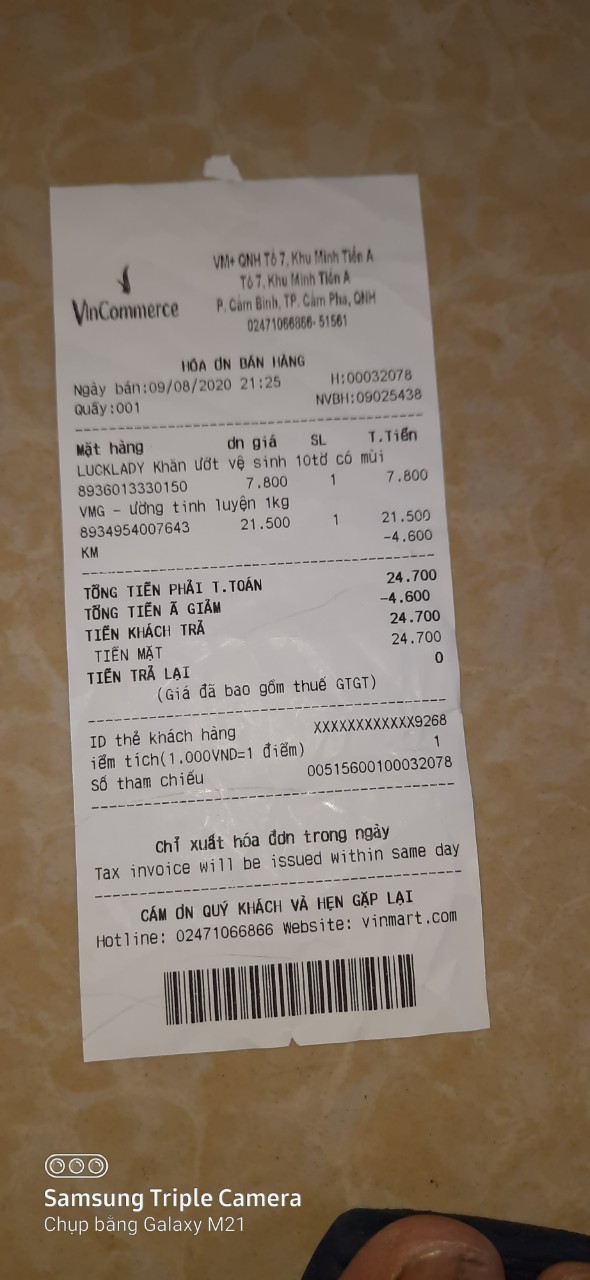 VinCommerce
VM+ QNH Tổ 7, Khu Minh Tiến A
Tổ 7, Khu Minh Tiến A
P. Cẩm Bình, TP. Cẩm Phả, QNH
02471066866-51561
HÓA ƠN BÁN HÀNG
Ngày bán:09/08/2020 21:25 H:00032078
Quầy:001 NVBH:09025438
Mặt hàng ơn giá SL T.Tiền
LUCKLADY Khăn ướt vệ sinh 10tờ có mùi
8936013330150 7.800 1 7.800
VMG - ường tinh luyện 1kg
8934954007643 21.500 1 21.500
KM -4.600
TỔNG TIỀN PHẢI T.TOÁN 24.700
TỔNG TIỀN Ã GIẢM -4.600
TIỀN KHÁCH TRẢ 24.700
TIỀN MẶT 24.700
TIỀN TRẢ LẠI 0
(Giá đã bao gồm thuế GTGT)
ID thẻ khách hàng XXXXXXXXXXXX9268
iểm tích(1.000VND=1 điểm) 1
Số tham chiếu 00515600100032078
Chỉ xuất hóa đơn trong ngày
Tax invoice will be issued within same day
CẢM ƠN QUÝ KHÁCH VÀ HẸN GẶP LẠI
Hotline: 02471066866 Website: vinmart.com
Samsung Triple Camera
Chụp bằng Galaxy M21